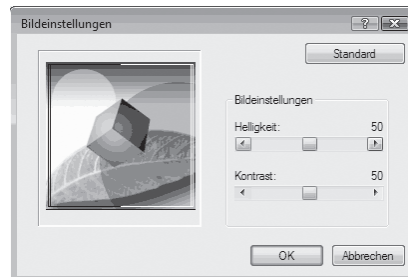 Bildeinstellungen
Standard
Bildeinstellungen
Helligkeit: 50
Kontrast: 50
OK
Abbrechen